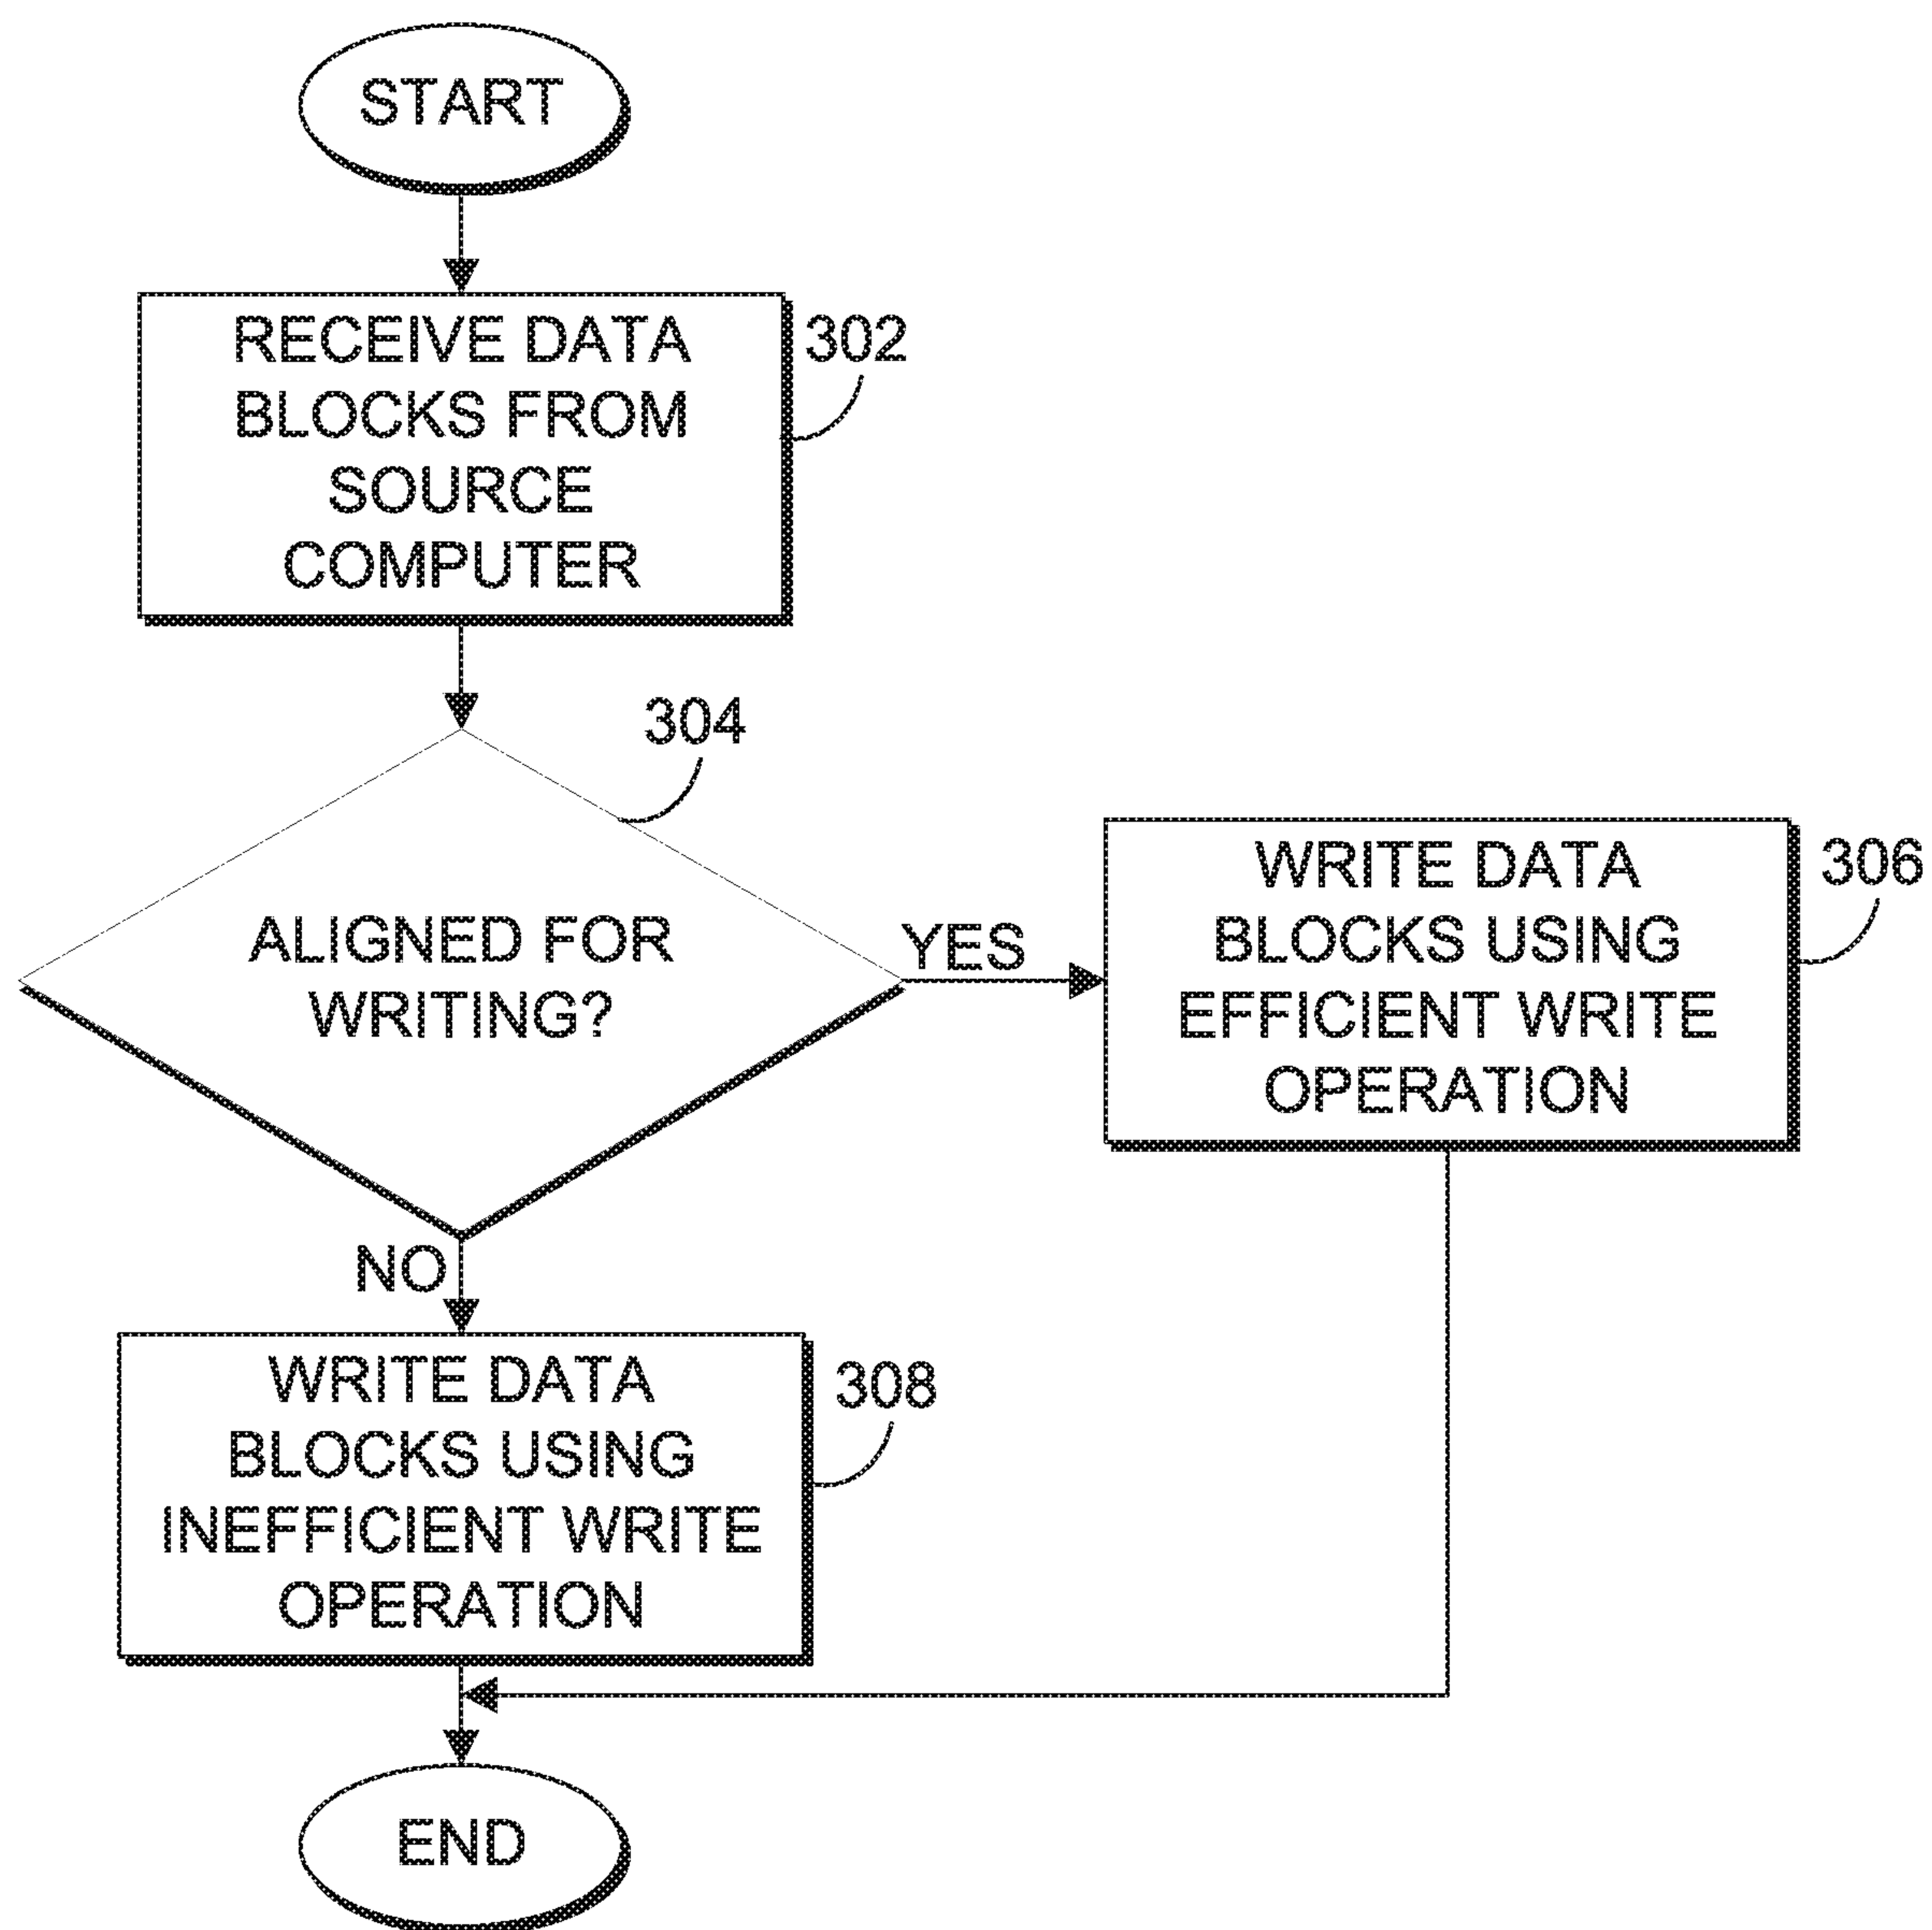 START
RECEIVE DATA
BLOCKS FROM
SOURCE
COMPUTER
302
304
ALIGNED FOR
WRITING?
YES
WRITE DATA
BLOCKS USING
EFFICIENT WRITE
OPERATION
306
NO
WRITE DATA
BLOCKS USING
INEFFICIENT WRITE
OPERATION
308
END